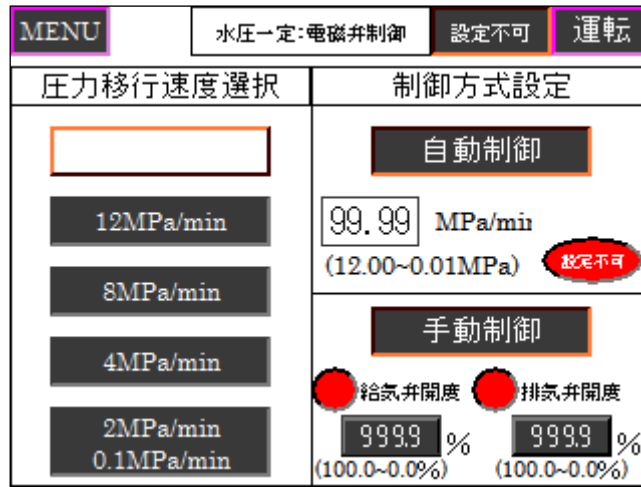 MENU
水圧一定:電磁弁制御
設定不可
運転
圧力移行速度選択
制御方式設定
12MPa/min
8MPa/min
4MPa/min
2MPa/min
0.1MPa/min
自動制御
99.99 MPa/min
(12.00~0.01MPa)
設定不可
手動制御
給気弁開度
排気弁開度
999.9 %
999.9 %
(100.0~0.0%)
(100.0~0.0%)